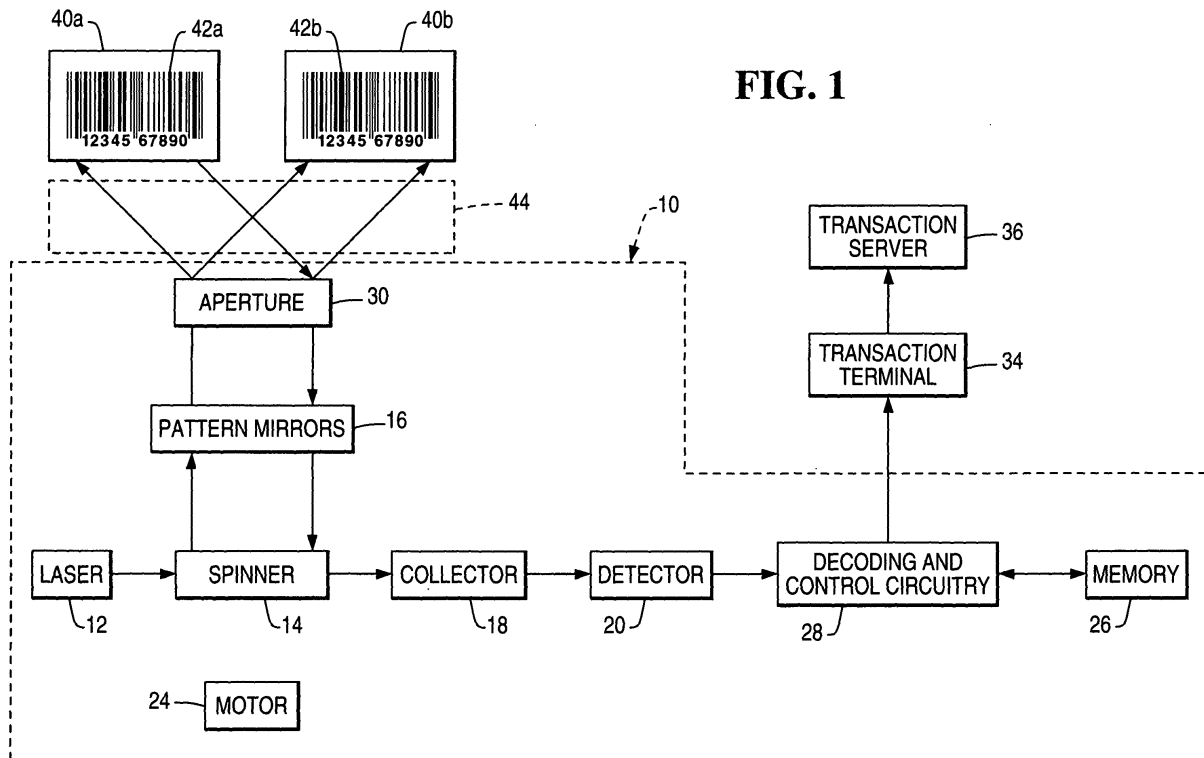 40a
42a
42b
40b
FIG. 1
12345 67890
12345 67890
44
10
TRANSACTION
SERVER
36
APERTURE
30
TRANSACTION
TERMINAL
34
PATTERN MIRRORS
16
LASER
SPINNER
COLLECTOR
DETECTOR
DECODING AND
CONTROL CIRCUITRY
MEMORY
12
14
18
20
28
26
24
MOTOR